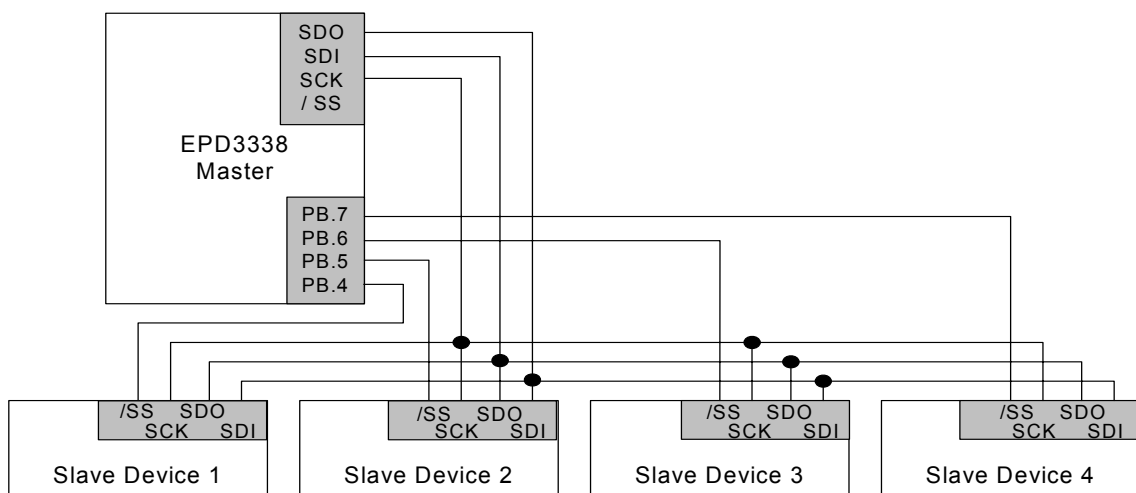 SDO
SDI
SCK
/ SS
EPD3338
Master
PB.7
PB.6
PB.5
PB.4
/SS SDO
SCK SDI
Slave Device 1
/SS SDO
SCK SDI
Slave Device 2
/SS SDO
SCK SDI
Slave Device 3
/SS SDO
SCK SDI
Slave Device 4